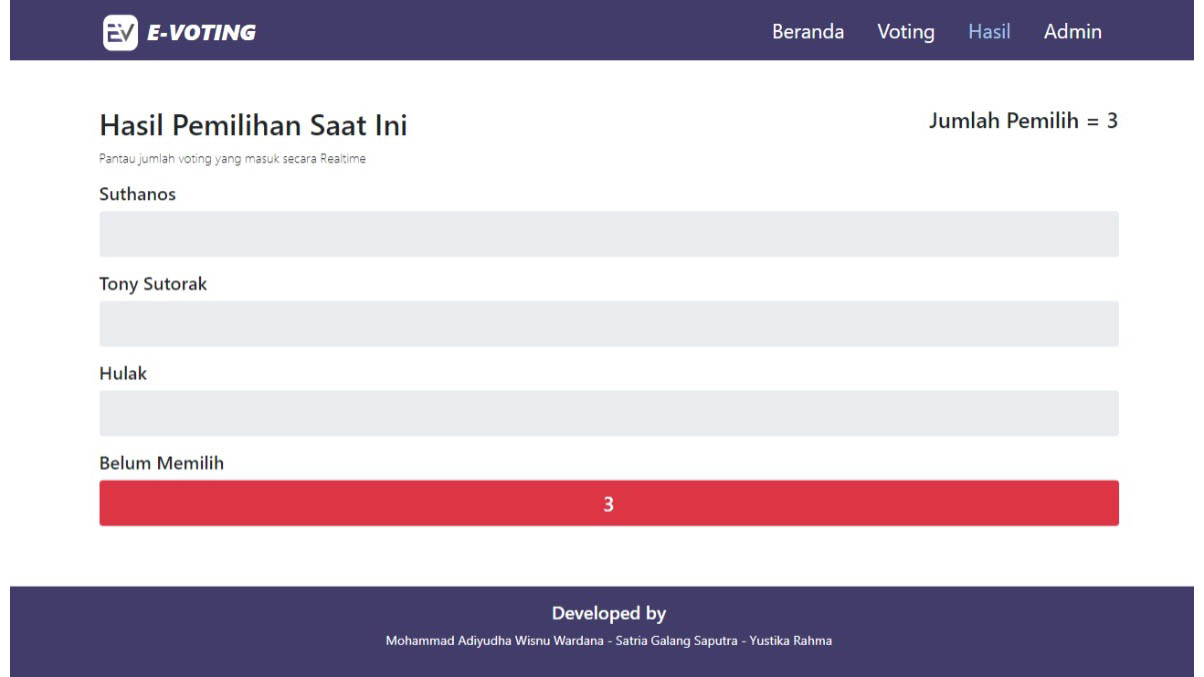 EV E-VOTING
Beranda Voting Hasil Admin
Hasil Pemilihan Saat Ini
Jumlah Pemilih = 3
Pantau jumlah voting yang masuk secara Realtime
Suthanos
Tony Sutorak
Hulak
Belum Memilih
3
Developed by
Mohammad Adiyudha Wisnu Wardana - Satria Galang Saputra - Yustika Rahma